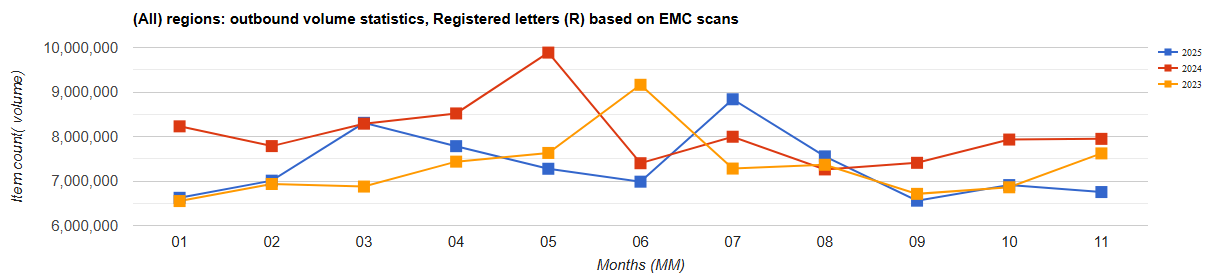 (All) regions: outbound volume statistics, Registered letters (R) based on EMC scans
Item count( volume)
10,000,000
9,000,000
8,000,000
7,000,000
6,000,000
01 02 03 04 05 06 07 08 09 10 11
Months (MM)
2025
2024
2023